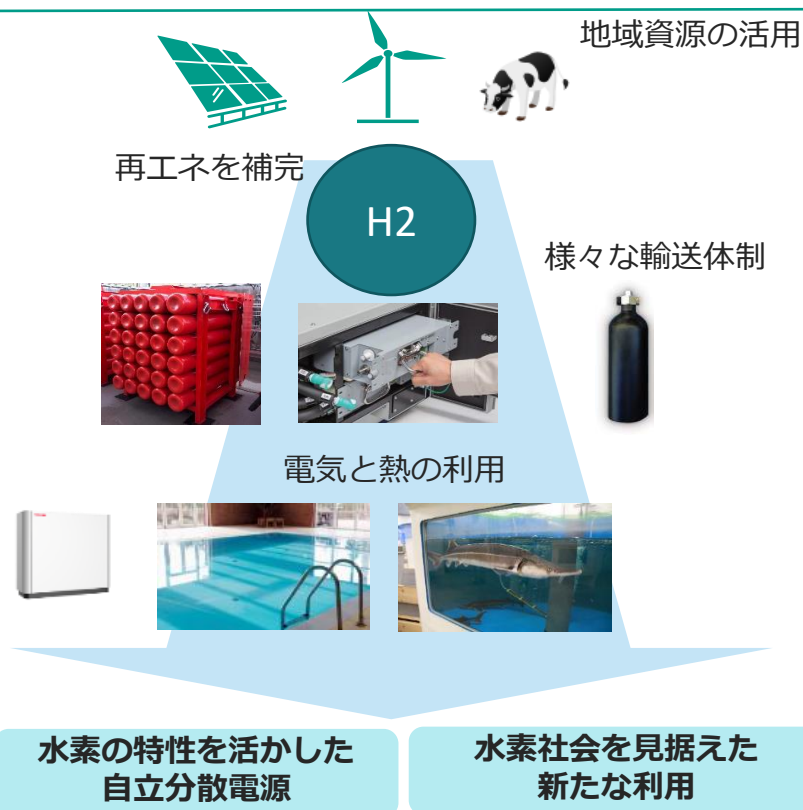 地域資源の活用
再エネを補完
H2
様々な輸送体制
電気と熱の利用
水素の特性を活かした
自立分散電源
水素社会を見据えた
新たな利用